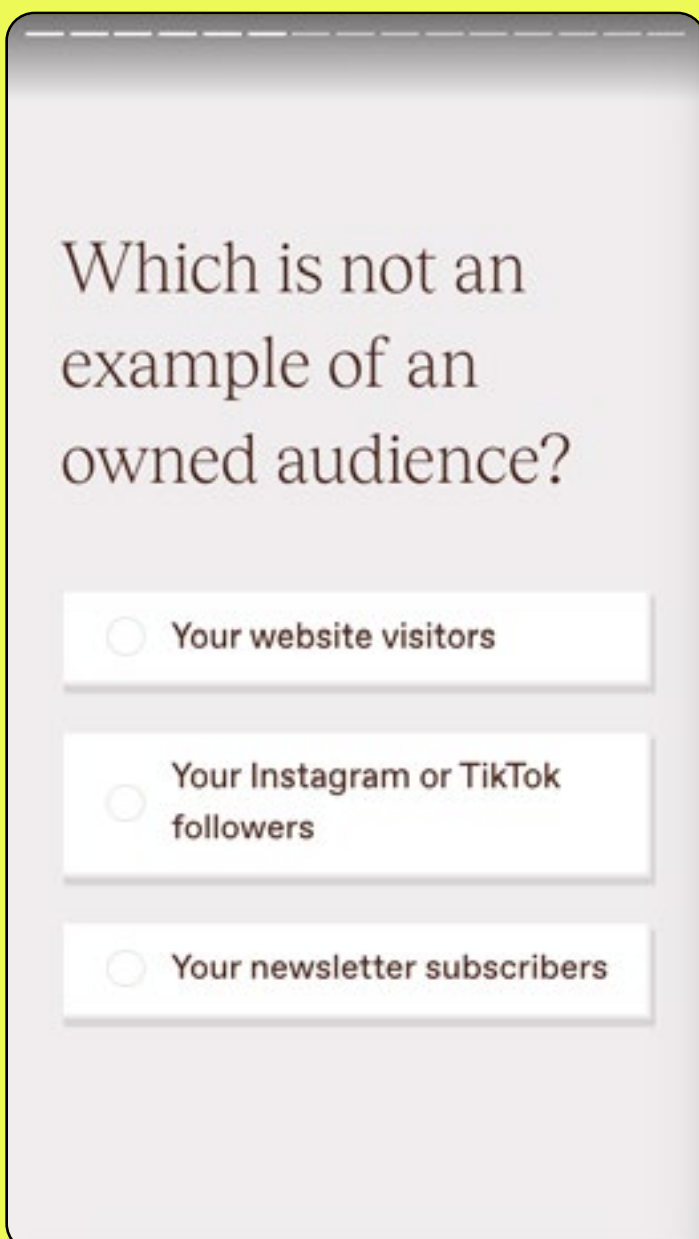 Which is not an
example of an
owned audience?
Your website visitors
Your Instagram or TikTok
followers
Your newsletter subscribers